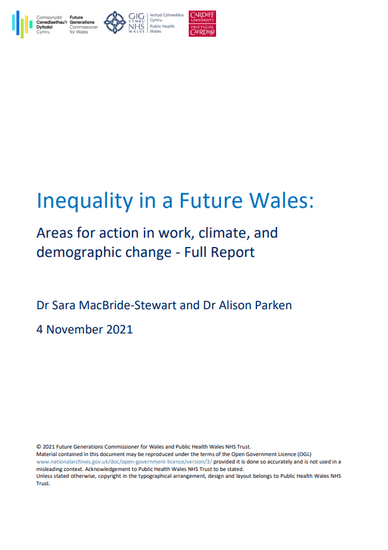 Comisiynydd
Cenedlaethau'r
Dyfodol
Cymru
Future
Generations
Commissioner
for Wales
GIG
CYMRU
NHS
WALES
Iechyd Cyhoeddus
Cymru
Public Health
Wales
CARDIFF
UNIVERSITY
PRIFYSGOL
CAERDYDD
Inequality in a Future Wales:
Areas for action in work, climate, and
demographic change - Full Report
Dr Sara MacBride-Stewart and Dr Alison Parken
4 November 2021
© 2021 Future Generations Commissioner for Wales and Public Health Wales NHS Trust.
Material contained in this document may be reproduced under the terms of the Open Government Licence (OGL)
www.nationalarchives.gov.uk/doc/open-government-licence/version/3/ provided it is done so accurately and is not used in a
misleading context. Acknowledgement to Public Health Wales NHS Trust to be stated.
Unless stated otherwise, copyright in the typographical arrangement, design and layout belongs to Public Health Wales NHS
Trust.